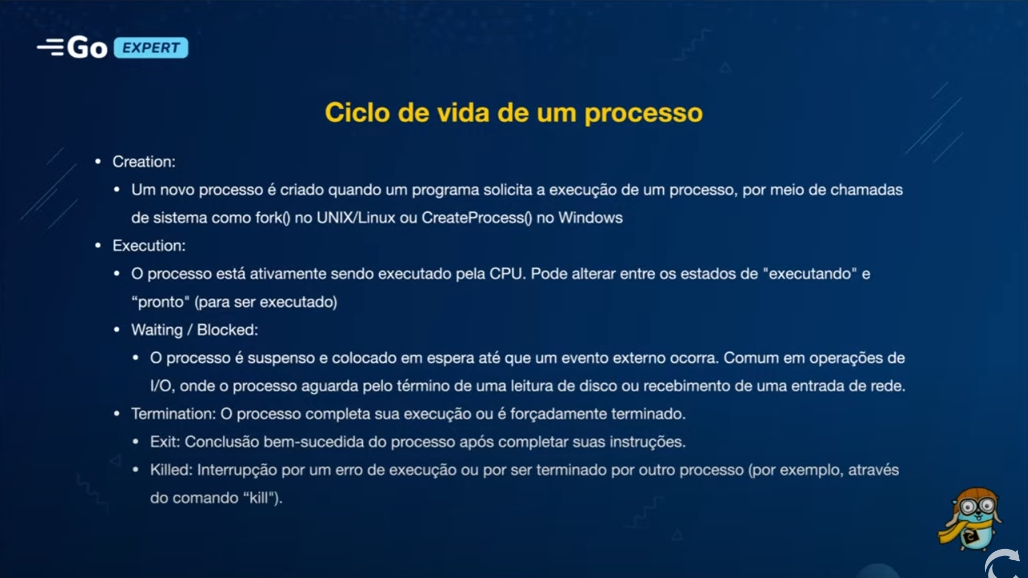 Go EXPERT
Ciclo de vida de um processo
• Creation:
• Um novo processo é criado quando um programa solicita a execução de um processo, por meio de chamadas
de sistema como fork() no UNIX/Linux ou CreateProcess() no Windows
• Execution:
• O processo está ativamente sendo executado pela CPU. Pode alterar entre os estados de "executando" e
“pronto" (para ser executado)
• Waiting / Blocked:
• O processo é suspenso e colocado em espera até que um evento externo ocorra. Comum em operações de
I/O, onde o processo aguarda pelo término de uma leitura de disco ou recebimento de uma entrada de rede.
• Termination: O processo completa sua execução ou é forçadamente terminado.
• Exit: Conclusão bem-sucedida do processo após completar suas instruções.
• Killed: Interrupção por um erro de execução ou por ser terminado por outro processo (por exemplo, através
do comando “kill").